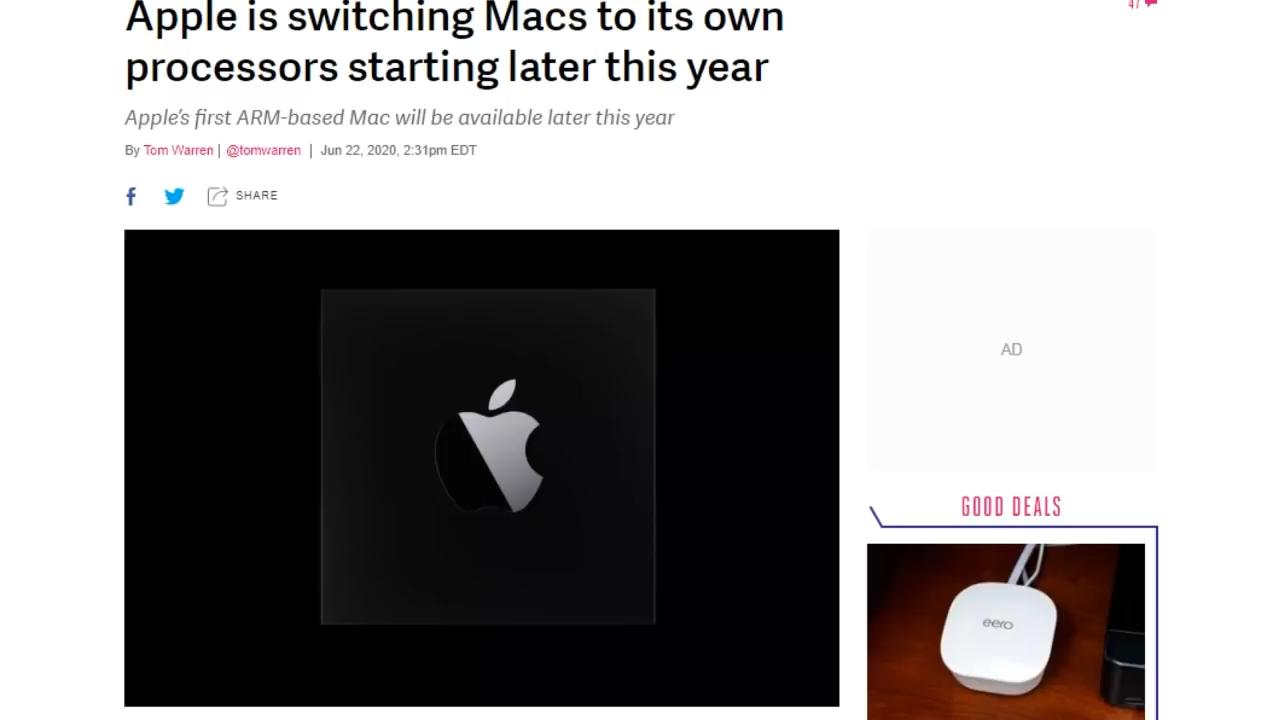 Apple is switching Macs to its own
processors starting later this year
47
Apple's first ARM-based Mac will be available later this year
By Tom Warren | @tomwarren | Jun 22, 2020, 2:31pm EDT
SHARE
AD
GOOD DEALS
eero